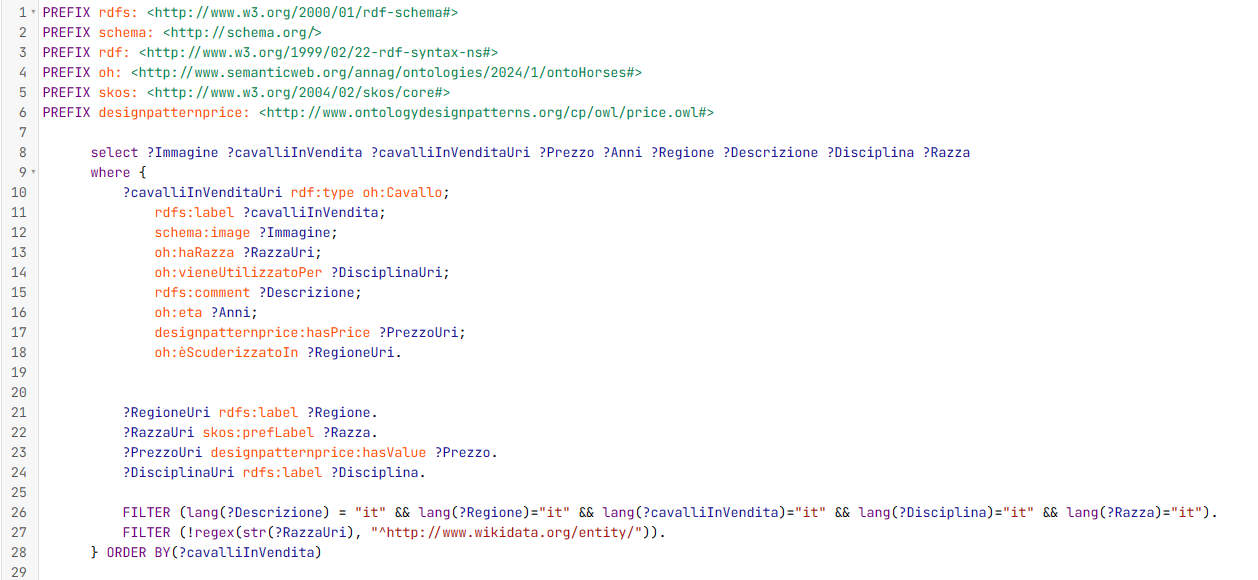 1 PREFIX rdfs: <http://www.w3.org/2000/01/rdf-schema#>
2 PREFIX schema: <http://schema.org/>
3 PREFIX rdf: <http://www.w3.org/1999/02/22-rdf-syntax-ns#>
4 PREFIX oh: <http://www.semanticweb.org/annag/ontologies/2024/1/ontoHorses#>
5 PREFIX skos: <http://www.w3.org/2004/02/skos/core#>
6 PREFIX designpatternprice: <http://www.ontologydesignpatterns.org/cp/owl/price.owl#>
7
8 select ?Immagine ?cavalliInVendita ?cavalliInVenditaUri ?Prezzo ?Anni ?Regione ?Descrizione ?Disciplina ?Razza
9 where {
10 ?cavalliInVenditaUri rdf:type oh:Cavallo;
11 rdfs:label ?cavalliInVendita;
12 schema:image ?Immagine;
13 oh:haRazza ?RazzaUri;
14 oh:vieneUtilizzatoPer ?DisciplinaUri;
15 rdfs:comment ?Descrizione;
16 oh:eta ?Anni;
17 designpatternprice:hasPrice ?PrezzoUri;
18 oh:èScuderizzatoIn ?RegioneUri.
19
20
21 ?RegioneUri rdfs:label ?Regione.
22 ?RazzaUri skos:prefLabel ?Razza.
23 ?PrezzoUri designpatternprice:hasValue ?Prezzo.
24 ?DisciplinaUri rdfs:label ?Disciplina.
25
26 FILTER (lang(?Descrizione) = "it" && lang(?Regione)="it" && lang(?cavalliInVendita)="it" && lang(?Disciplina)="it" && lang(?Razza)="it").
27 FILTER (!regex(str(?RazzaUri), "^http://www.wikidata.org/entity/")).
28 } ORDER BY(?cavalliInVendita)
29